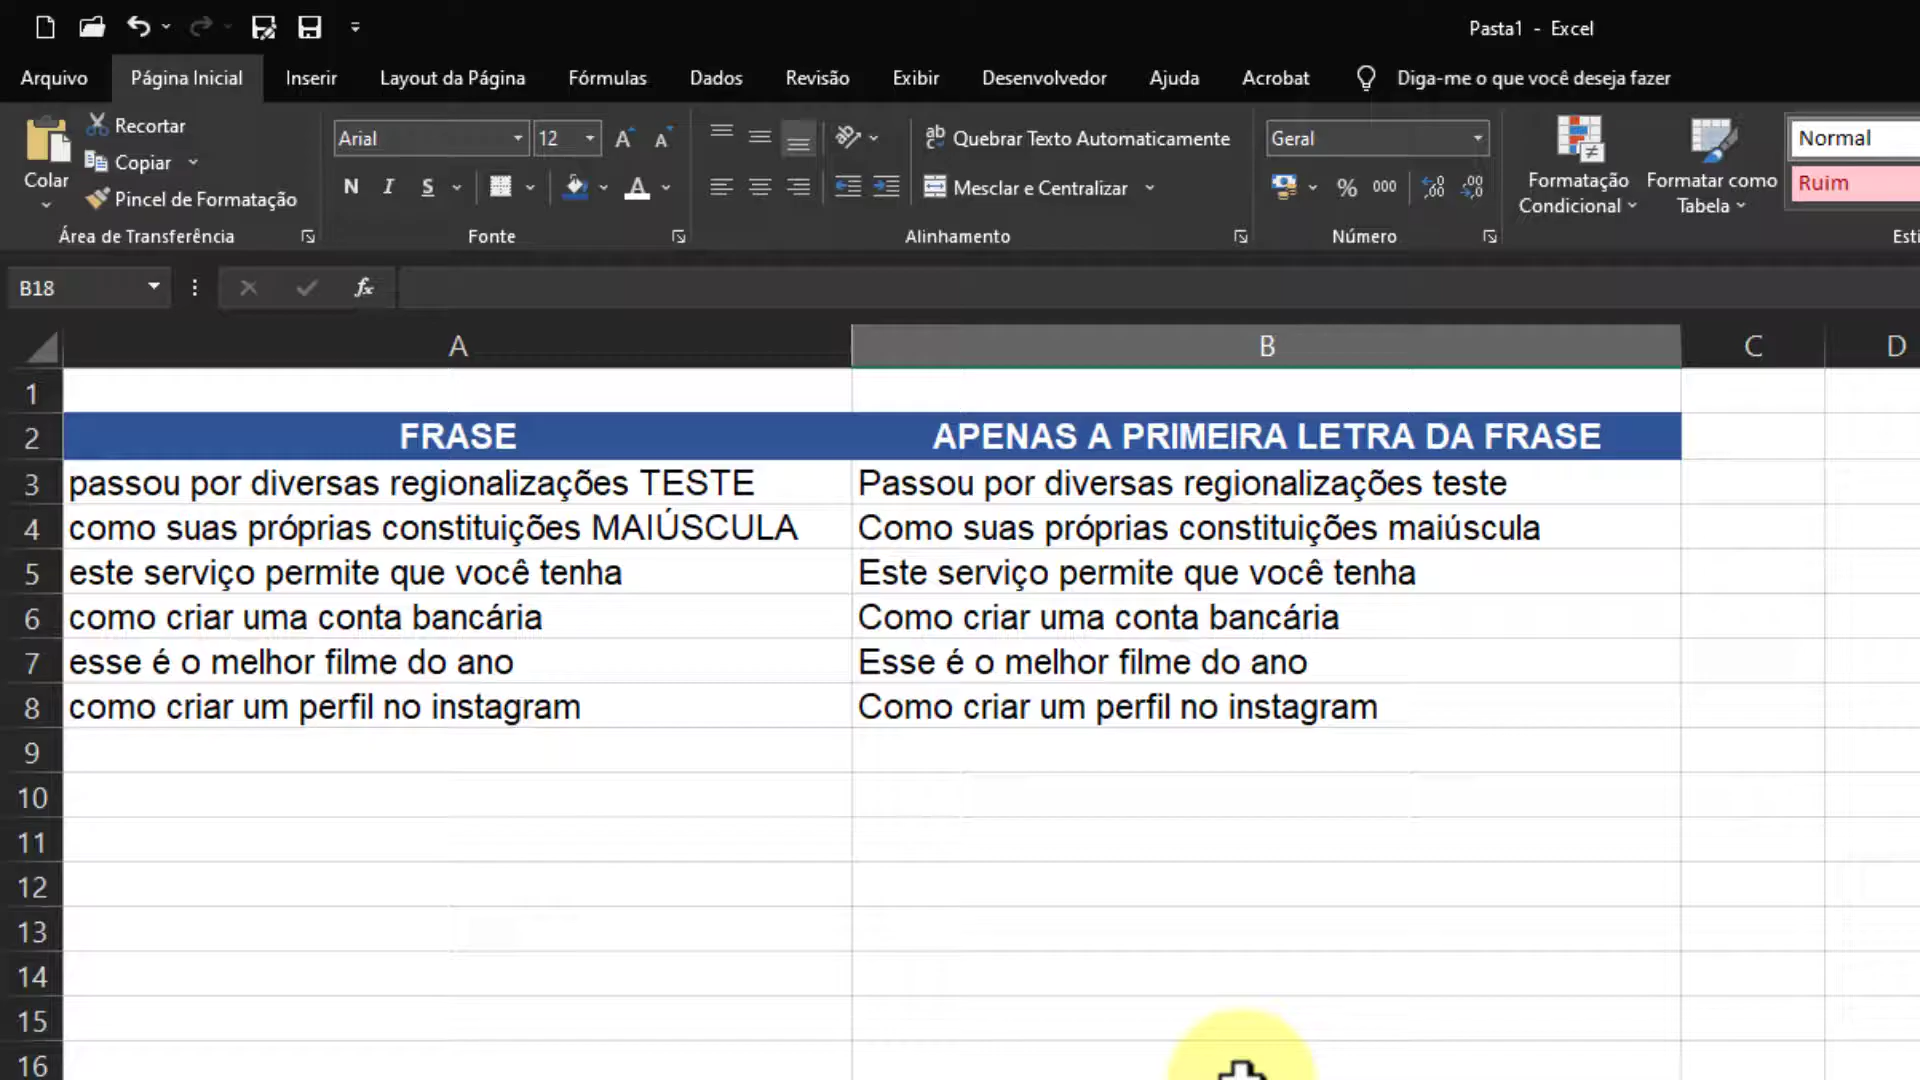 Pasta1 - Excel
Arquivo Página Inicial Inserir Layout da Página Fórmulas Dados Revisão Exibir Desenvolvedor Ajuda Acrobat Diga-me o que você deseja fazer
Colar
Recortar
Copiar
Pincel de Formatação
Área de Transferência
Arial 12
N I S
Fonte
Quebrar Texto Automaticamente
Mesclar e Centralizar
Alinhamento
Geral
% 000
Número
Formatação Condicional
Formatar como Tabela
Normal
Ruim
Esti
B18 fx
A B C D
1
2 FRASE APENAS A PRIMEIRA LETRA DA FRASE
3 passou por diversas regionalizações TESTE Passou por diversas regionalizações teste
4 como suas próprias constituições MAIÚSCULA Como suas próprias constituições maiúscula
5 este serviço permite que você tenha Este serviço permite que você tenha
6 como criar uma conta bancária Como criar uma conta bancária
7 esse é o melhor filme do ano Esse é o melhor filme do ano
8 como criar um perfil no instagram Como criar um perfil no instagram
9
10
11
12
13
14
15
16